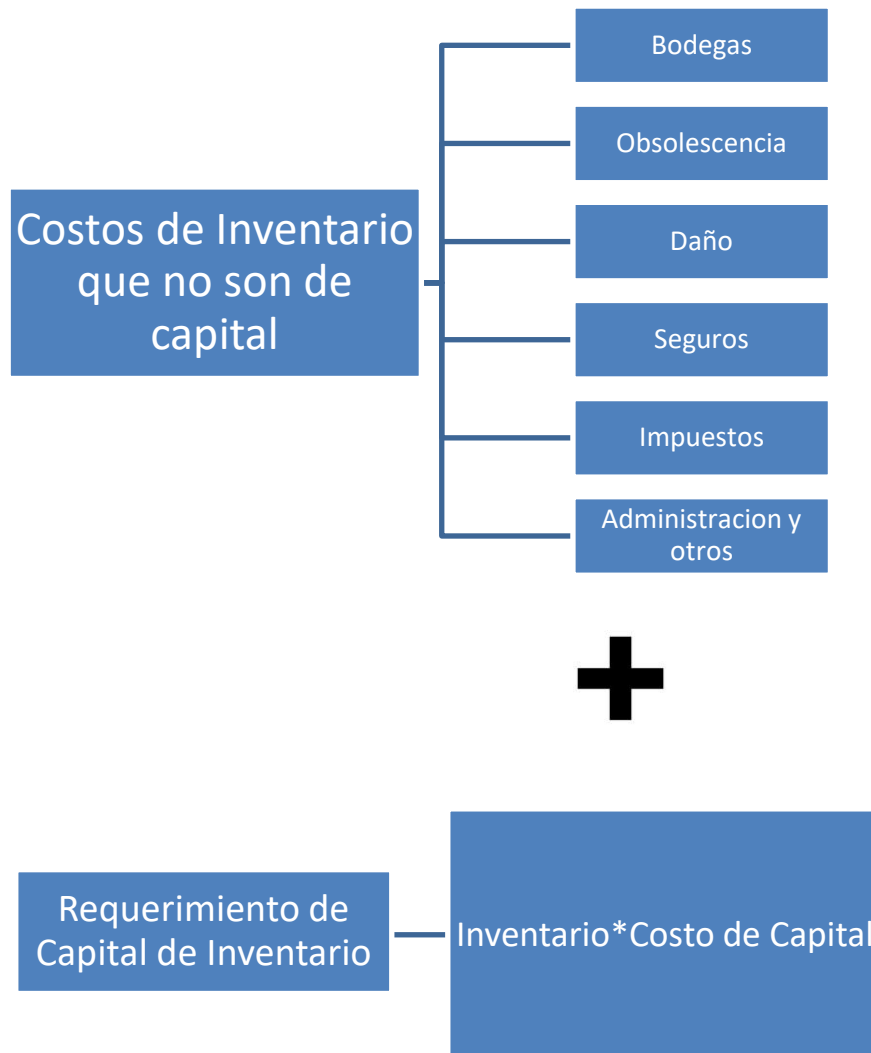 Bodegas
Obsolescencia
Costos de Inventario
que no son de
capital
Daño
Seguros
Impuestos
Administracion y
otros
+
Requerimiento de
Capital de Inventario
Inventario*Costo de Capital